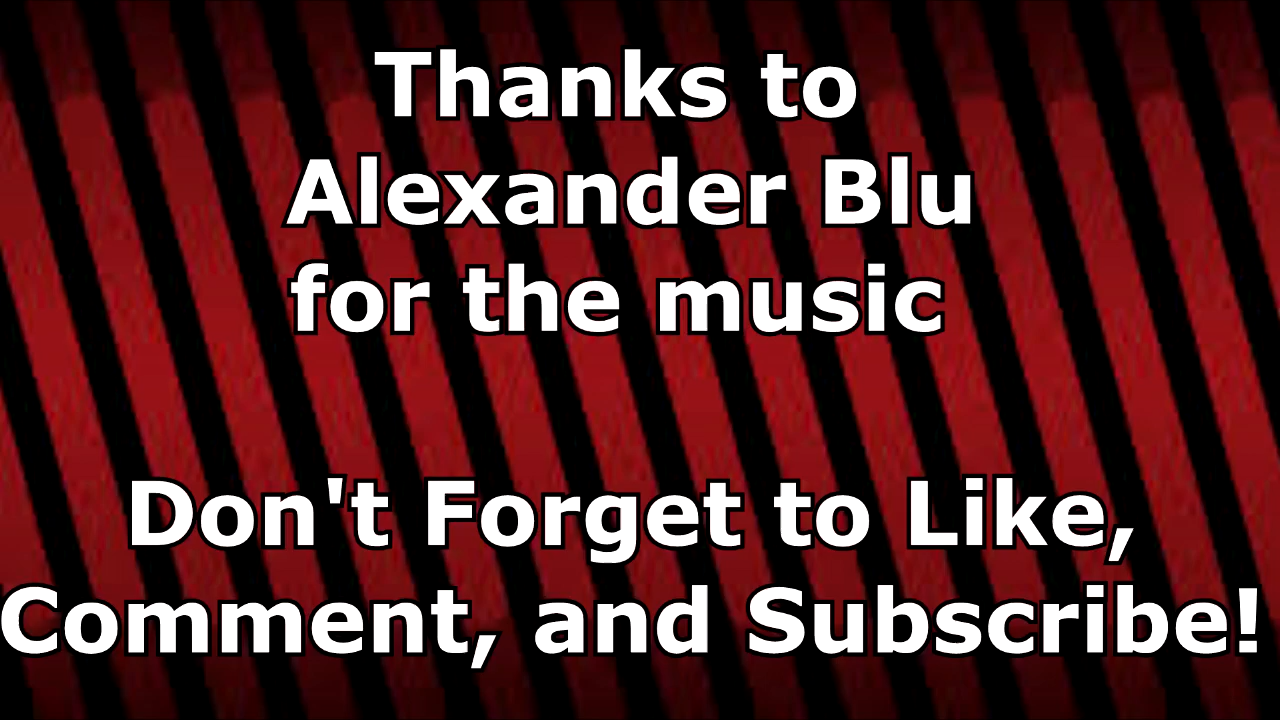 Thanks to
Alexander Blu
for the music
Don't Forget to Like,
Comment, and Subscribe!